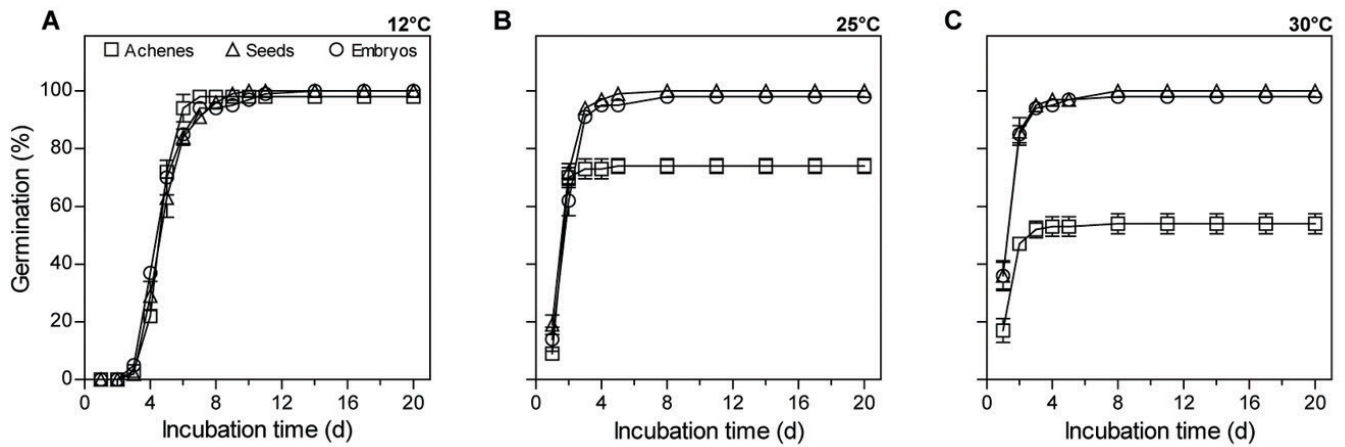 A 12°C
B 25°C
C 30°C
Achenes Seeds Embryos
Germination (%)
100
80
60
40
20
0
0 4 8 12 16 20
0 4 8 12 16 20
0 4 8 12 16 20
Incubation time (d)
Incubation time (d)
Incubation time (d)